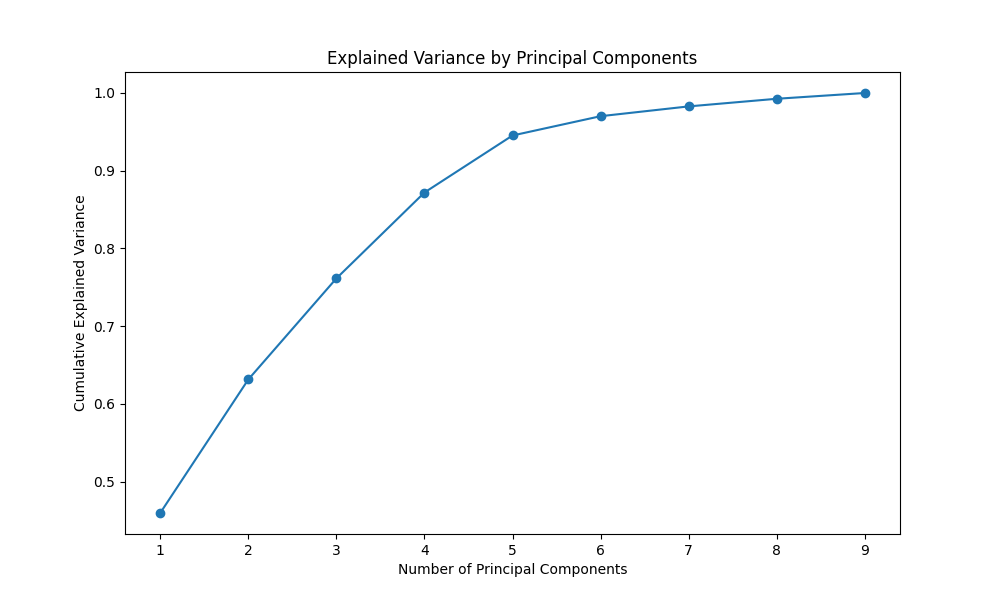 Explained Variance by Principal Components
1.0
0.9
0.8
0.7
0.6
0.5
Cumulative Explained Variance
1 2 3 4 5 6 7 8 9
Number of Principal Components